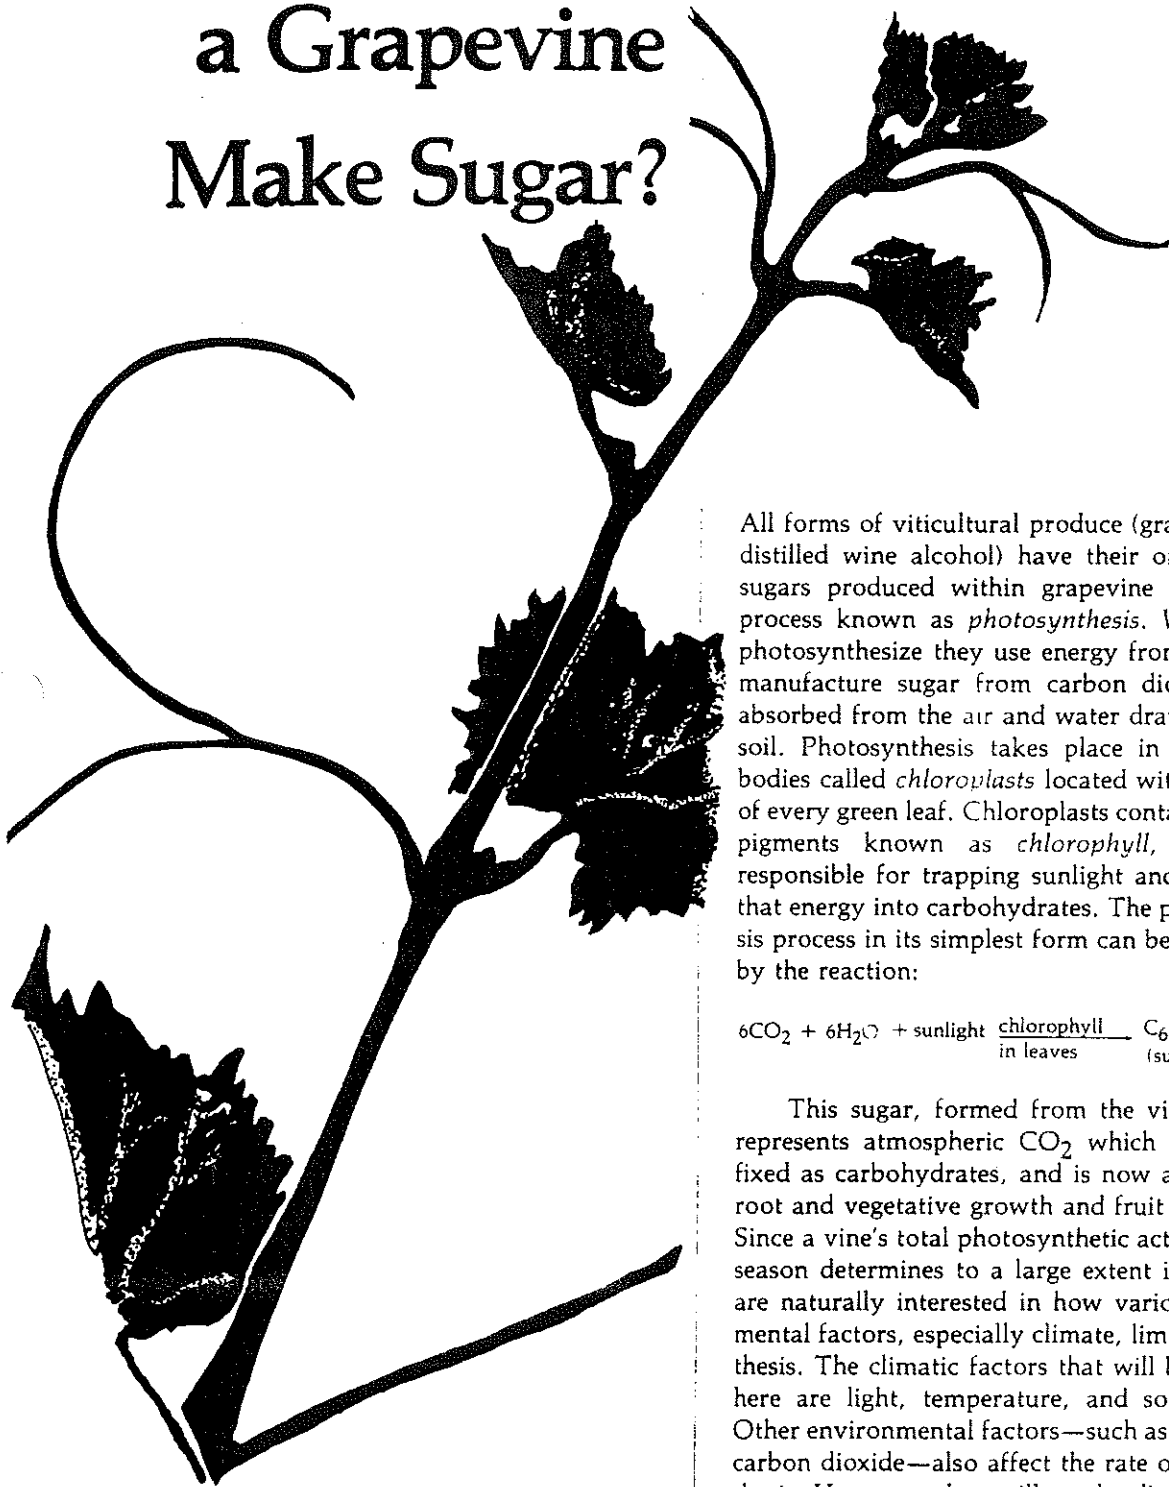 a Grapevine
Make Sugar?
All forms of viticultural produce (gra
distilled wine alcohol) have their o
sugars produced within grapevine
process known as photosynthesis.
photosynthesize they use energy fror
manufacture sugar from carbon dio
absorbed from the air and water dra
soil. Photosynthesis takes place in
bodies called chloroplasts located wit
of every green leaf. Chloroplasts conta
pigments known as chlorophyll,
responsible for trapping sunlight and
that energy into carbohydrates. The p
sis process in its simplest form can be
by the reaction:
6CO₂ + 6H₂O + sunlight chlorophyll C₆
in leaves (su
This sugar, formed from the vi
represents atmospheric CO₂ which
fixed as carbohydrates, and is now a
root and vegetative growth and fruit
Since a vine's total photosynthetic act
season determines to a large extent i
are naturally interested in how vario
mental factors, especially climate, lim
thesis. The climatic factors that will b
here are light, temperature, and so
Other environmental factors—such as
carbon dioxide—also affect the rate o